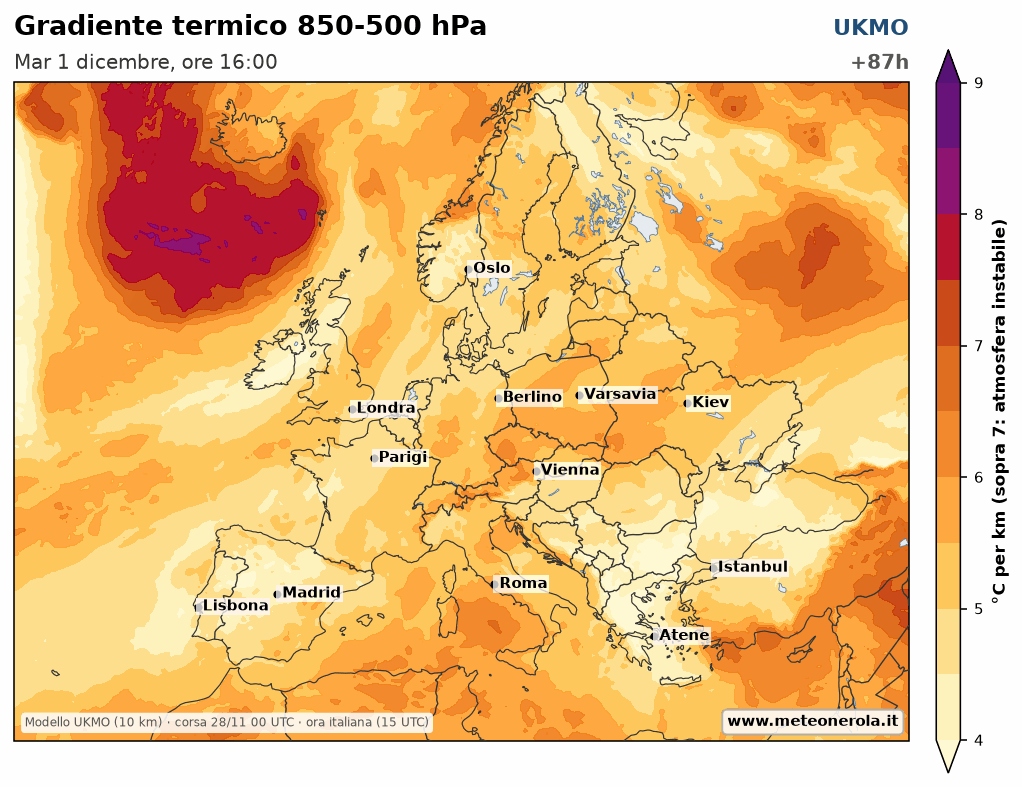 Gradiente termico 850-500 hPa
UKMO
Mar 1 dicembre, ore 16:00
+87h
Oslo
Berlino
Varsavia
Kiev
Londra
Parigi
Vienna
Istanbul
Roma
Madrid
Lisbona
Atene
Modello UKMO (10 km) · corsa 28/11 00 UTC · ora italiana (15 UTC)
www.meteonerola.it
9
8
7
6
5
4
°C per km (sopra 7: atmosfera instabile)